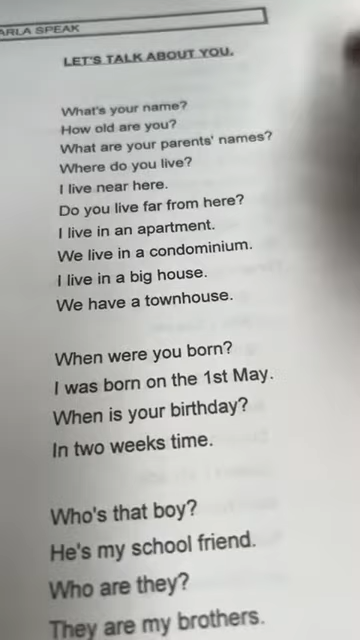 ARLA SPEAK
LET'S TALK ABOUT YOU.
What's your name?
How old are you?
What are your parents' names?
Where do you live?
I live near here.
Do you live far from here?
I live in an apartment.
We live in a condominium.
I live in a big house.
We have a townhouse.
When were you born?
I was born on the 1st May.
When is your birthday?
In two weeks time.
Who's that boy?
He's my school friend.
Who are they?
They are my brothers.